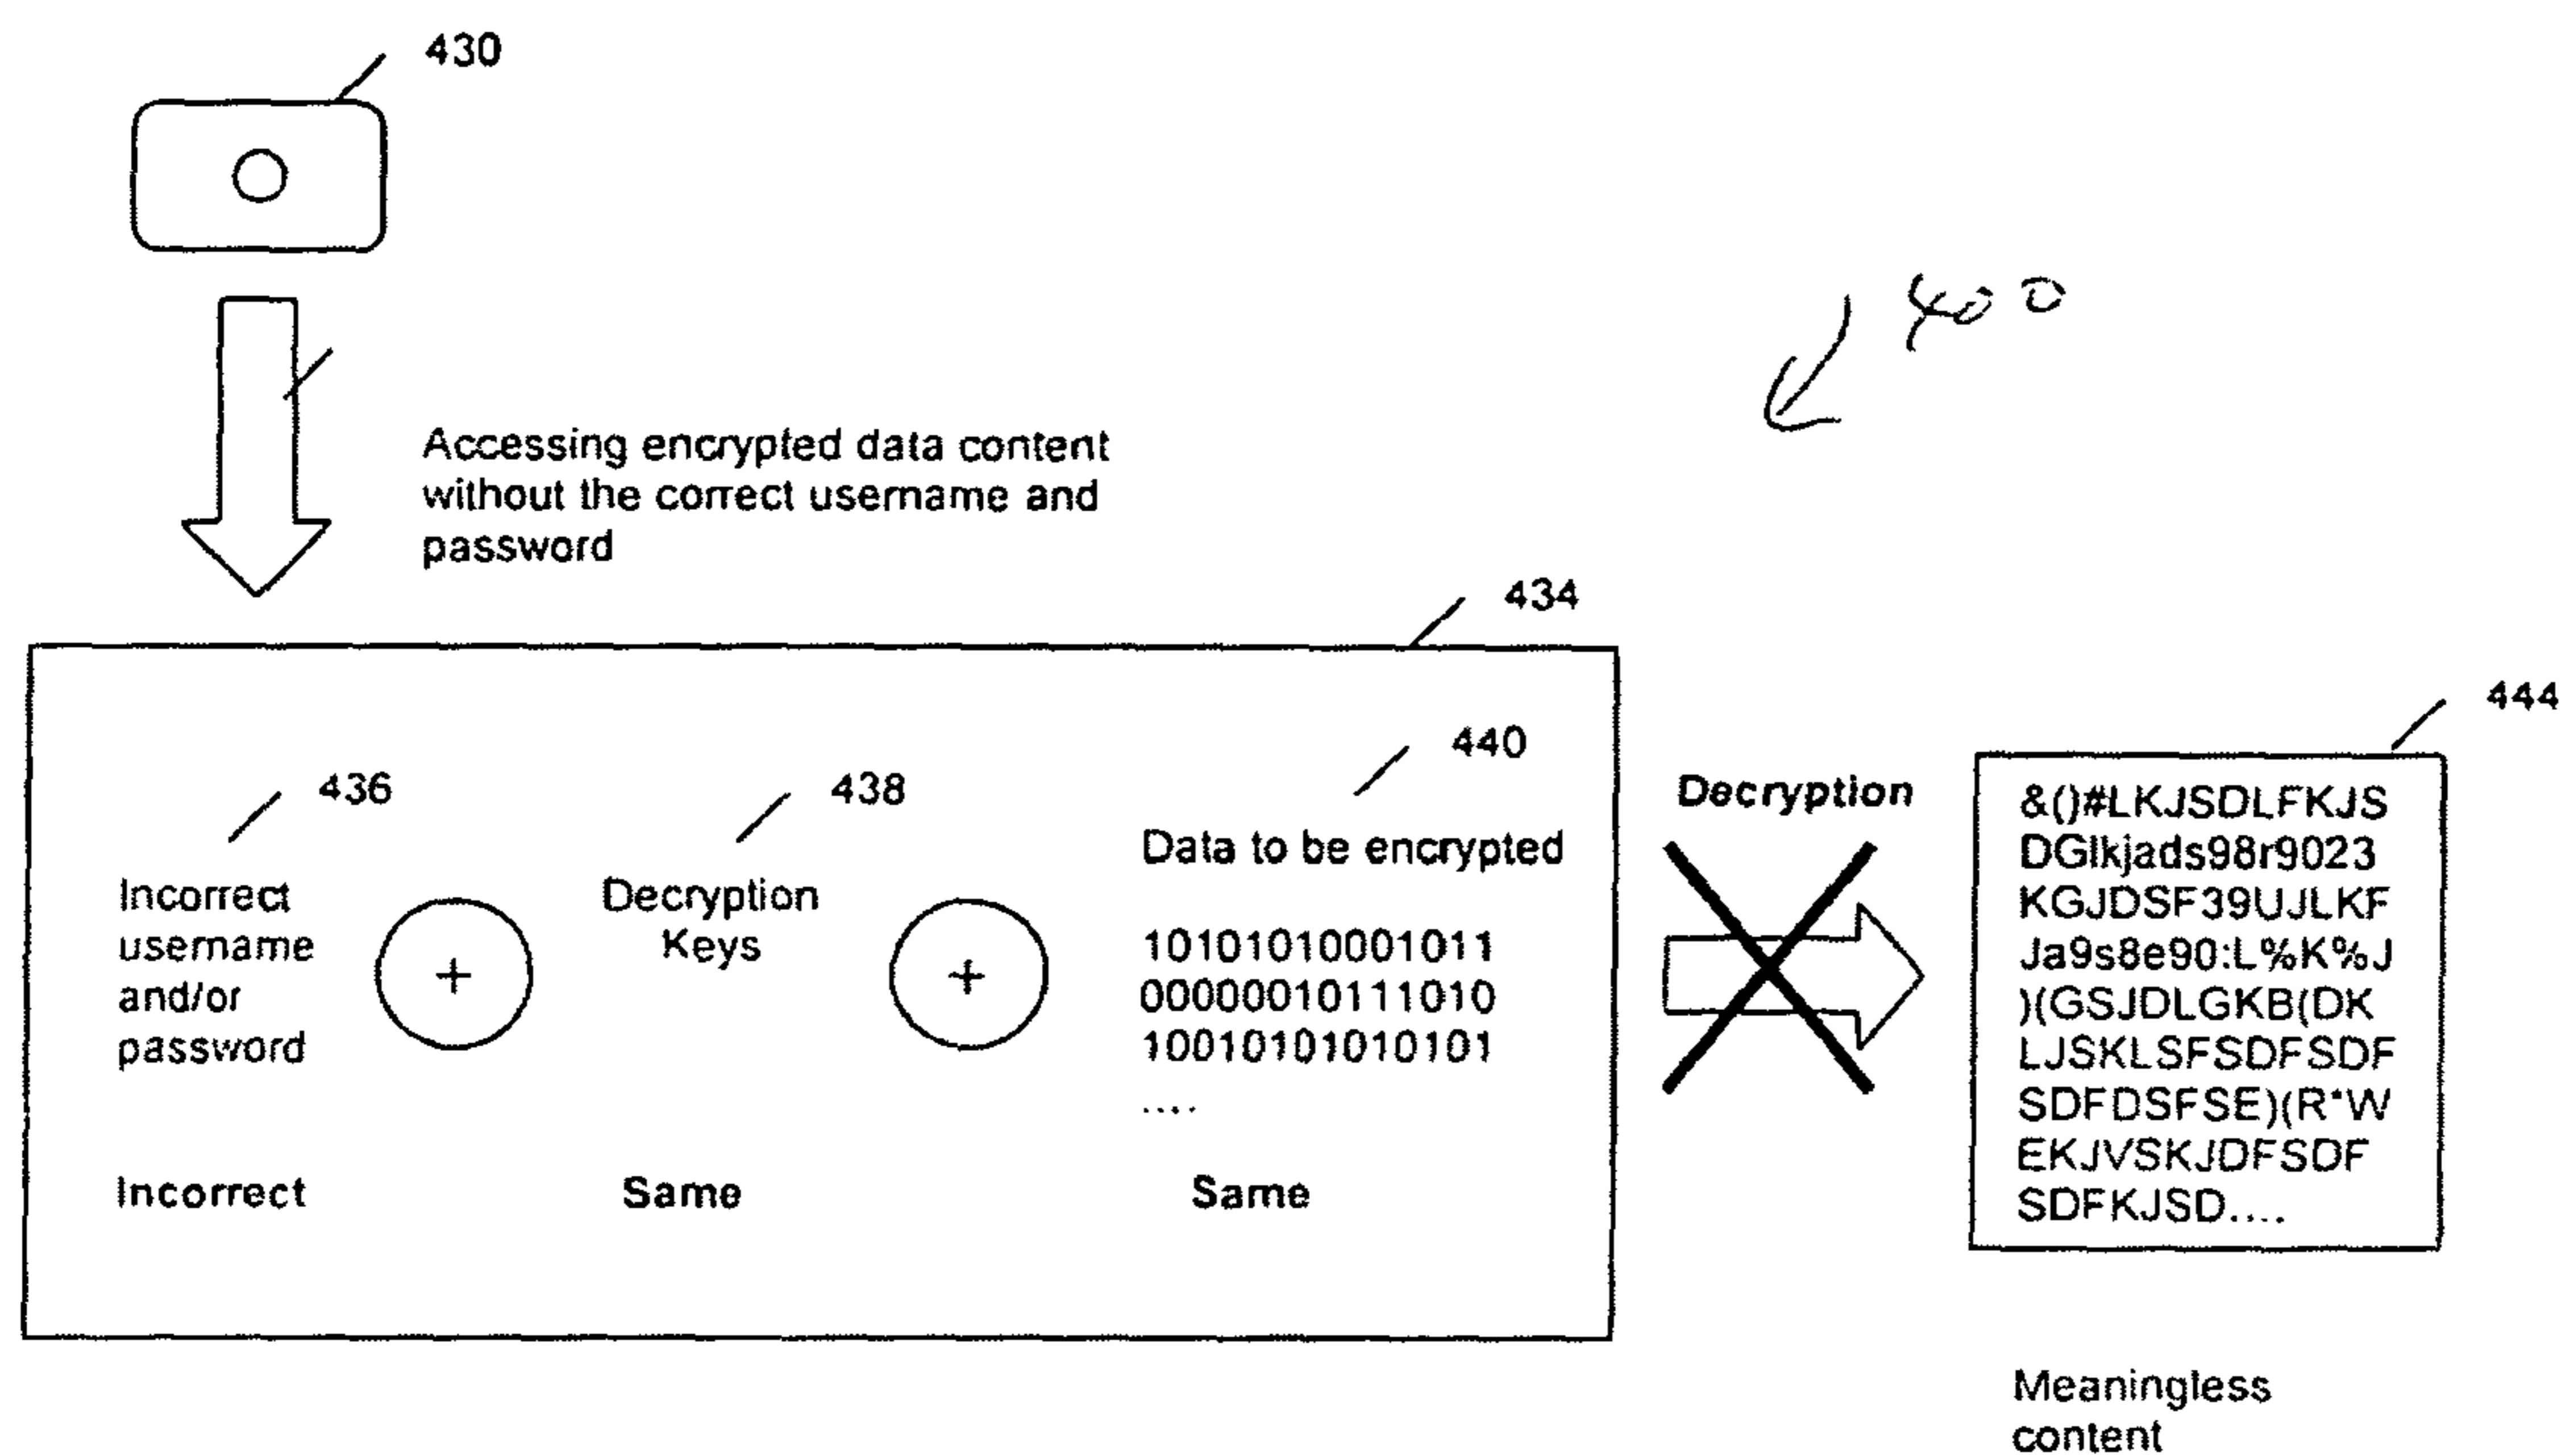 430
400
Accessing encrypted data content
without the correct username and
password
434
444
436
438
440
Decryption
Incorrect
username
and/or
password
+
Decryption
Keys
+
Data to be encrypted
10101010001011
00000010111010
10010101010101
....
Incorrect
Same
Same
&()#LKJSDLFKJS
DGlkjads98r9023
KGJDSF39UJLKF
Ja9s8e90:L%K%J
)(GSJDLGKB(DK
LJSKLSFSDFSDF
SDFDSFSE)(R*W
EKJVSKJDFSDF
SDFKJSD....
Meaningless
content